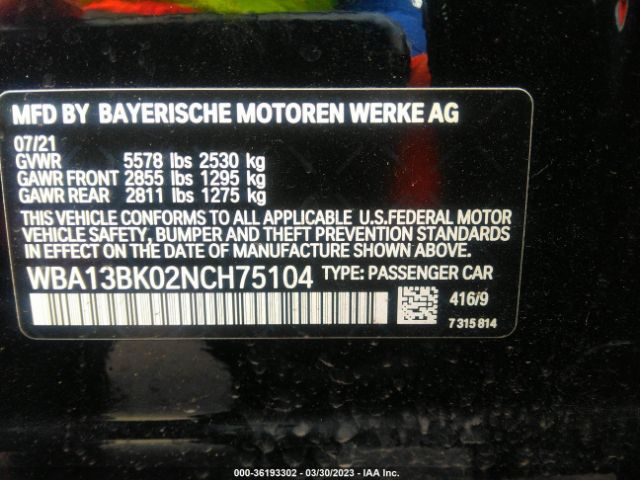 MFD BY BAYERISCHE MOTOREN WERKE AG
07/21
GVWR 5578 lbs 2530 kg
GAWR FRONT 2855 lbs 1295 kg
GAWR REAR 2811 lbs 1275 kg
THIS VEHICLE CONFORMS TO ALL APPLICABLE U.S.FEDERAL MOTOR
VEHICLE SAFETY, BUMPER AND THEFT PREVENTION STANDARDS
IN EFFECT ON THE DATE OF MANUFACTURE SHOWN ABOVE.
WBA13BK02NCH75104 TYPE: PASSENGER CAR
416/9
7 315 814
000-36193302 - 03/30/2023 - IAA Inc.